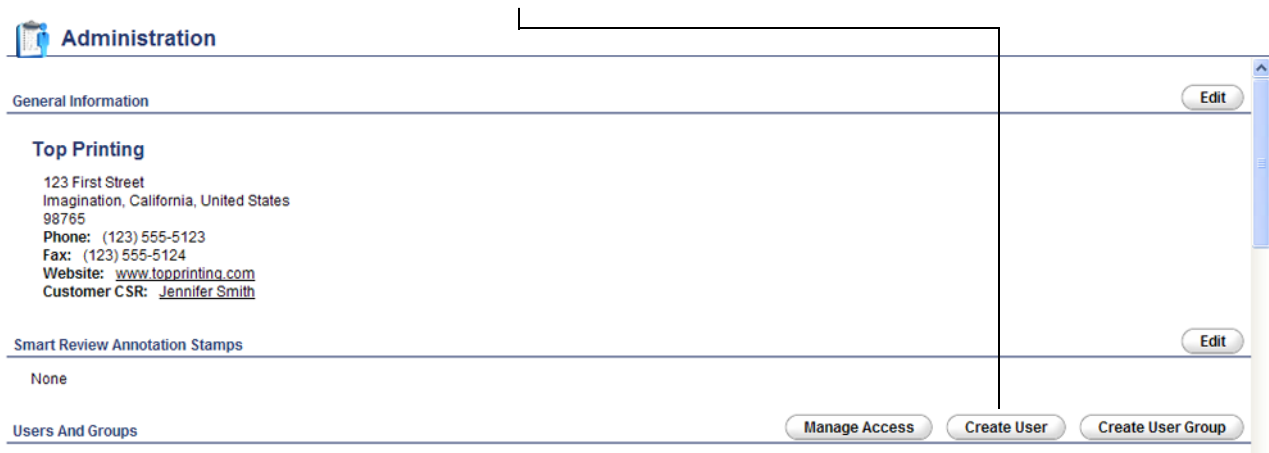 Administration
General Information
Edit
Top Printing
123 First Street
Imagination, California, United States
98765
Phone: (123) 555-5123
Fax: (123) 555-5124
Website: www.topprinting.com
Customer CSR: Jennifer Smith
Smart Review Annotation Stamps
Edit
None
Users And Groups
Manage Access
Create User
Create User Group